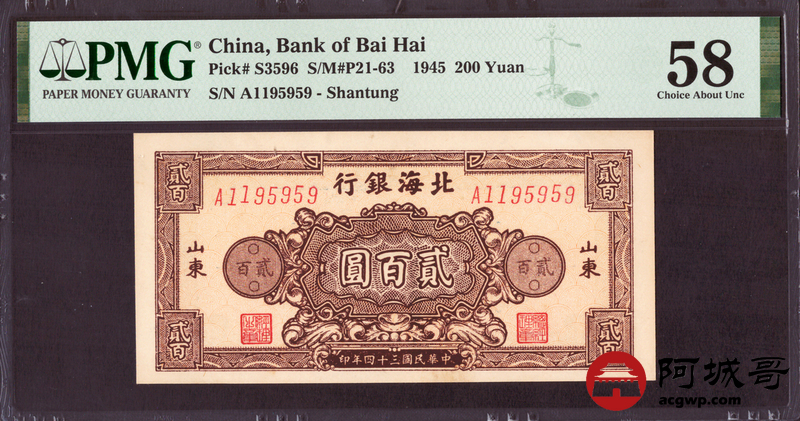 PMG®
PAPER MONEY GUARANTY
China, Bank of Bai Hai
Pick# S3596 S/M#P21-63 1945 200 Yuan
S/N A1195959 - Shantung
58
Choice About Unc
貳百
貳百
行銀海北
A1195959
A1195959
山東
山東
百貳
百貳
圓百貳
貳百
貳百
印年四十三國民華中
阿城哥
acgwp.com